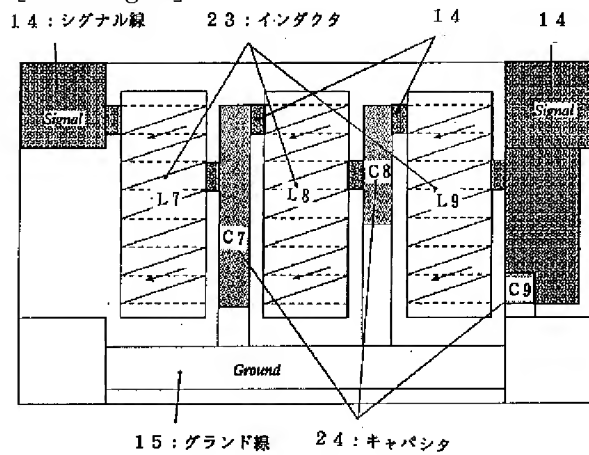 14:シグナル線 23:インダクタ 14 14
Signal Signal
C8
L7 L8 L9
C7
C9
Ground
15:グランド線 24:キャパシタ